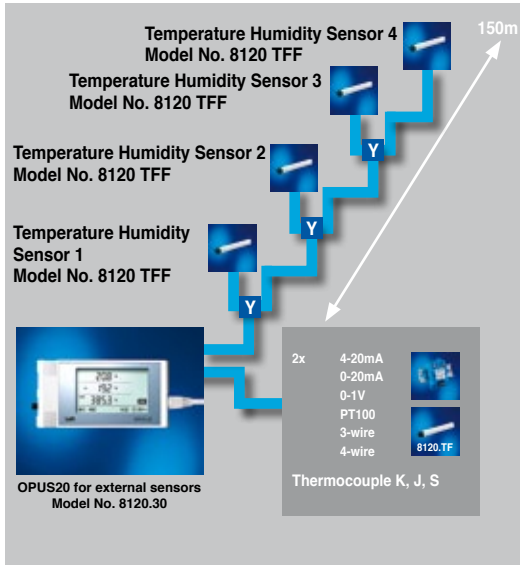 Temperature Humidity Sensor 4
Model No. 8120 TFF
150m
Temperature Humidity Sensor 3
Model No. 8120 TFF
Y
Temperature Humidity Sensor 2
Model No. 8120 TFF
Y
Temperature Humidity
Sensor 1
Model No. 8120 TFF
Y
2x
4-20mA
0-20mA
0-1V
PT100
3-wire
4-wire
8120.TF
Thermocouple K, J, S
OPUS20 for external sensors
Model No. 8120.30